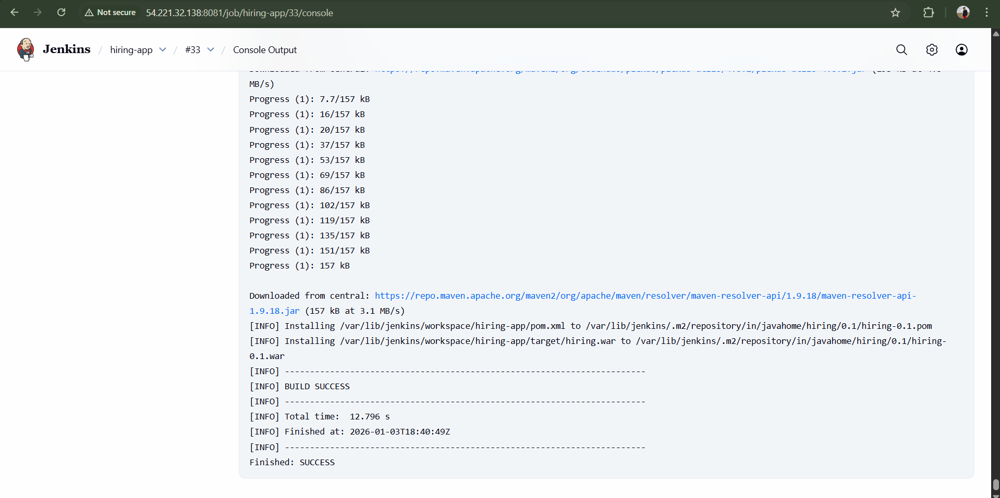 Not secure 54.221.32.138:8081/job/hiring-app/33/console
Jenkins / hiring-app / #33 / Console Output
MB/s)
Progress (1): 7.7/157 kB
Progress (1): 16/157 kB
Progress (1): 20/157 kB
Progress (1): 37/157 kB
Progress (1): 53/157 kB
Progress (1): 69/157 kB
Progress (1): 86/157 kB
Progress (1): 102/157 kB
Progress (1): 119/157 kB
Progress (1): 135/157 kB
Progress (1): 151/157 kB
Progress (1): 157 kB
Downloaded from central: https://repo.maven.apache.org/maven2/org/apache/maven/resolver/maven-resolver-api/1.9.18/maven-resolver-api-
1.9.18.jar (157 kB at 3.1 MB/s)
[INFO] Installing /var/lib/jenkins/workspace/hiring-app/pom.xml to /var/lib/jenkins/.m2/repository/in/javahome/hiring/0.1/hiring-0.1.pom
[INFO] Installing /var/lib/jenkins/workspace/hiring-app/target/hiring.war to /var/lib/jenkins/.m2/repository/in/javahome/hiring/0.1/hiring-
0.1.war
[INFO] ------------------------------------------------------------------------
[INFO] BUILD SUCCESS
[INFO] ------------------------------------------------------------------------
[INFO] Total time:  12.796 s
[INFO] Finished at: 2026-01-03T18:40:49Z
[INFO] ------------------------------------------------------------------------
Finished: SUCCESS